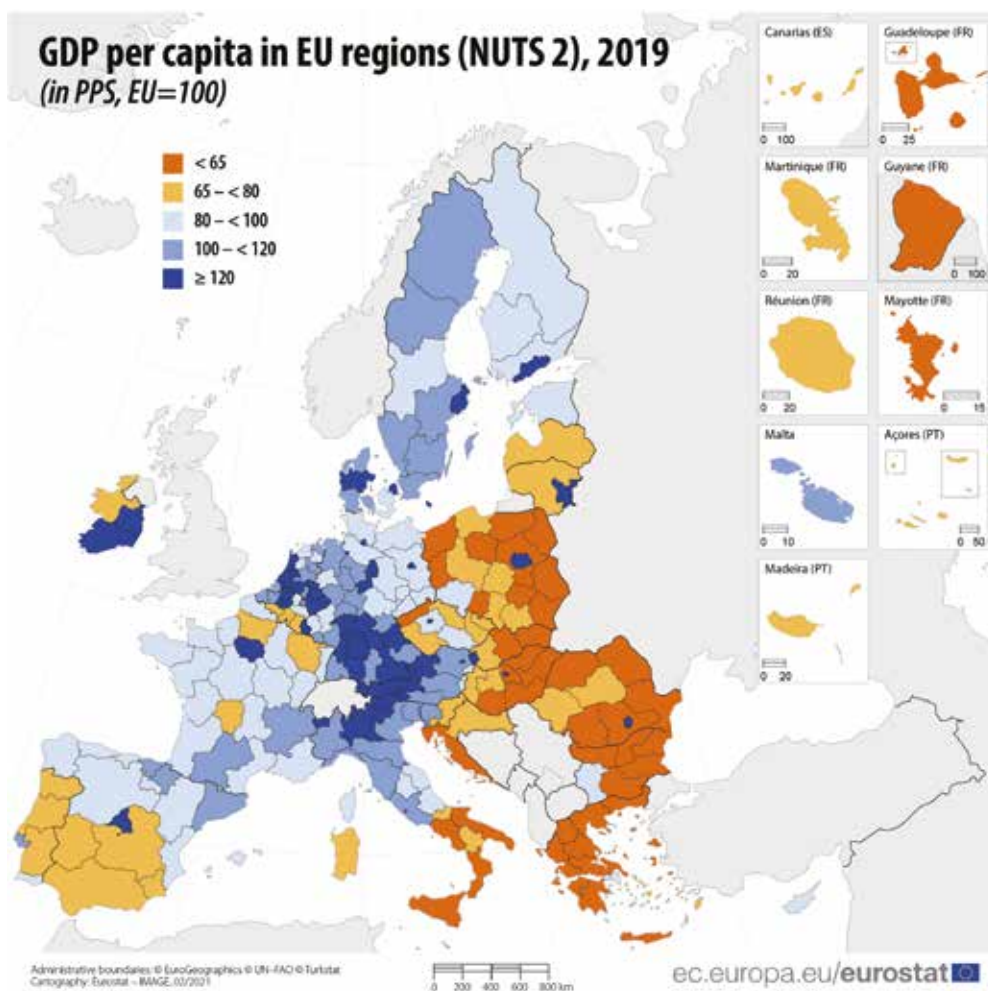 GDP per capita in EU regions (NUTS 2), 2019
(in PPS, EU=100)
< 65
65 – < 80
80 – < 100
100 – < 120
≥ 120
Canarias (ES)
0 100
Guadeloupe (FR)
0 25
Martinique (FR)
0 20
Guyane (FR)
0 100
Réunion (FR)
0 20
Mayotte (FR)
0 15
Malta
0 10
Açores (PT)
0 50
Madeira (PT)
0 20
Administrative boundaries: © EuroGeographics © UN–FAO © Turkstat
Cartography: Eurostat – IMAGE, 02/2021
0 200 400 600 800 km
ec.europa.eu/eurostat